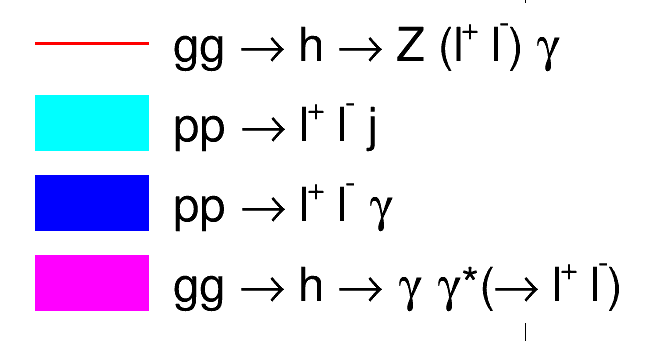 gg → h → Z (l⁺ l⁻) γ
pp → l⁺ l⁻ j
pp → l⁺ l⁻ γ
gg → h → γ γ*(→ l⁺ l⁻)